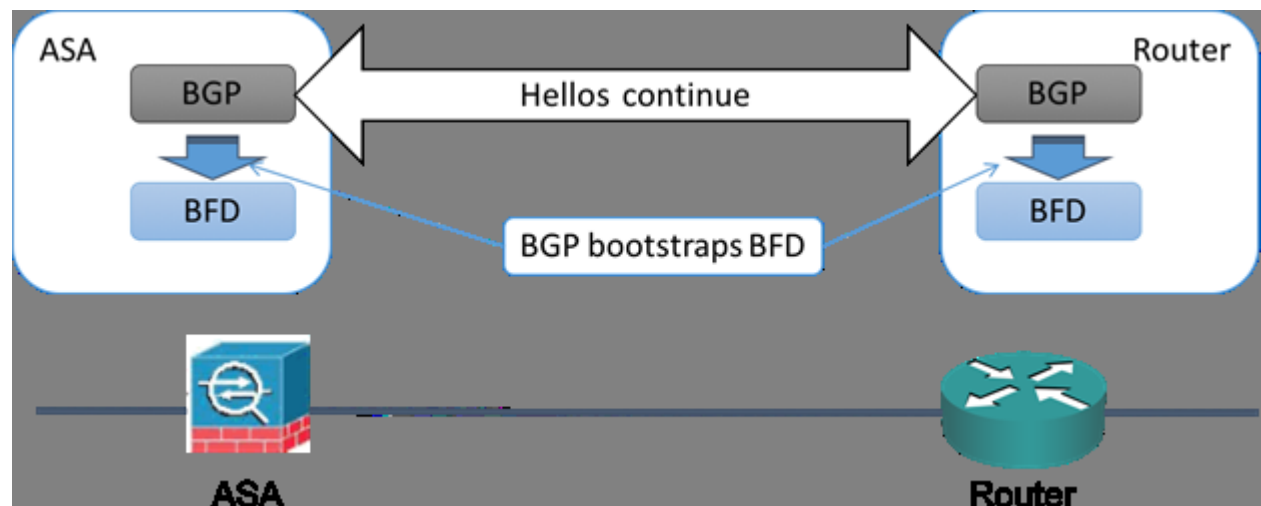 ASA
Router
BGP
Hellos continue
BGP
BFD
BFD
BGP bootstraps BFD
ASA
Router